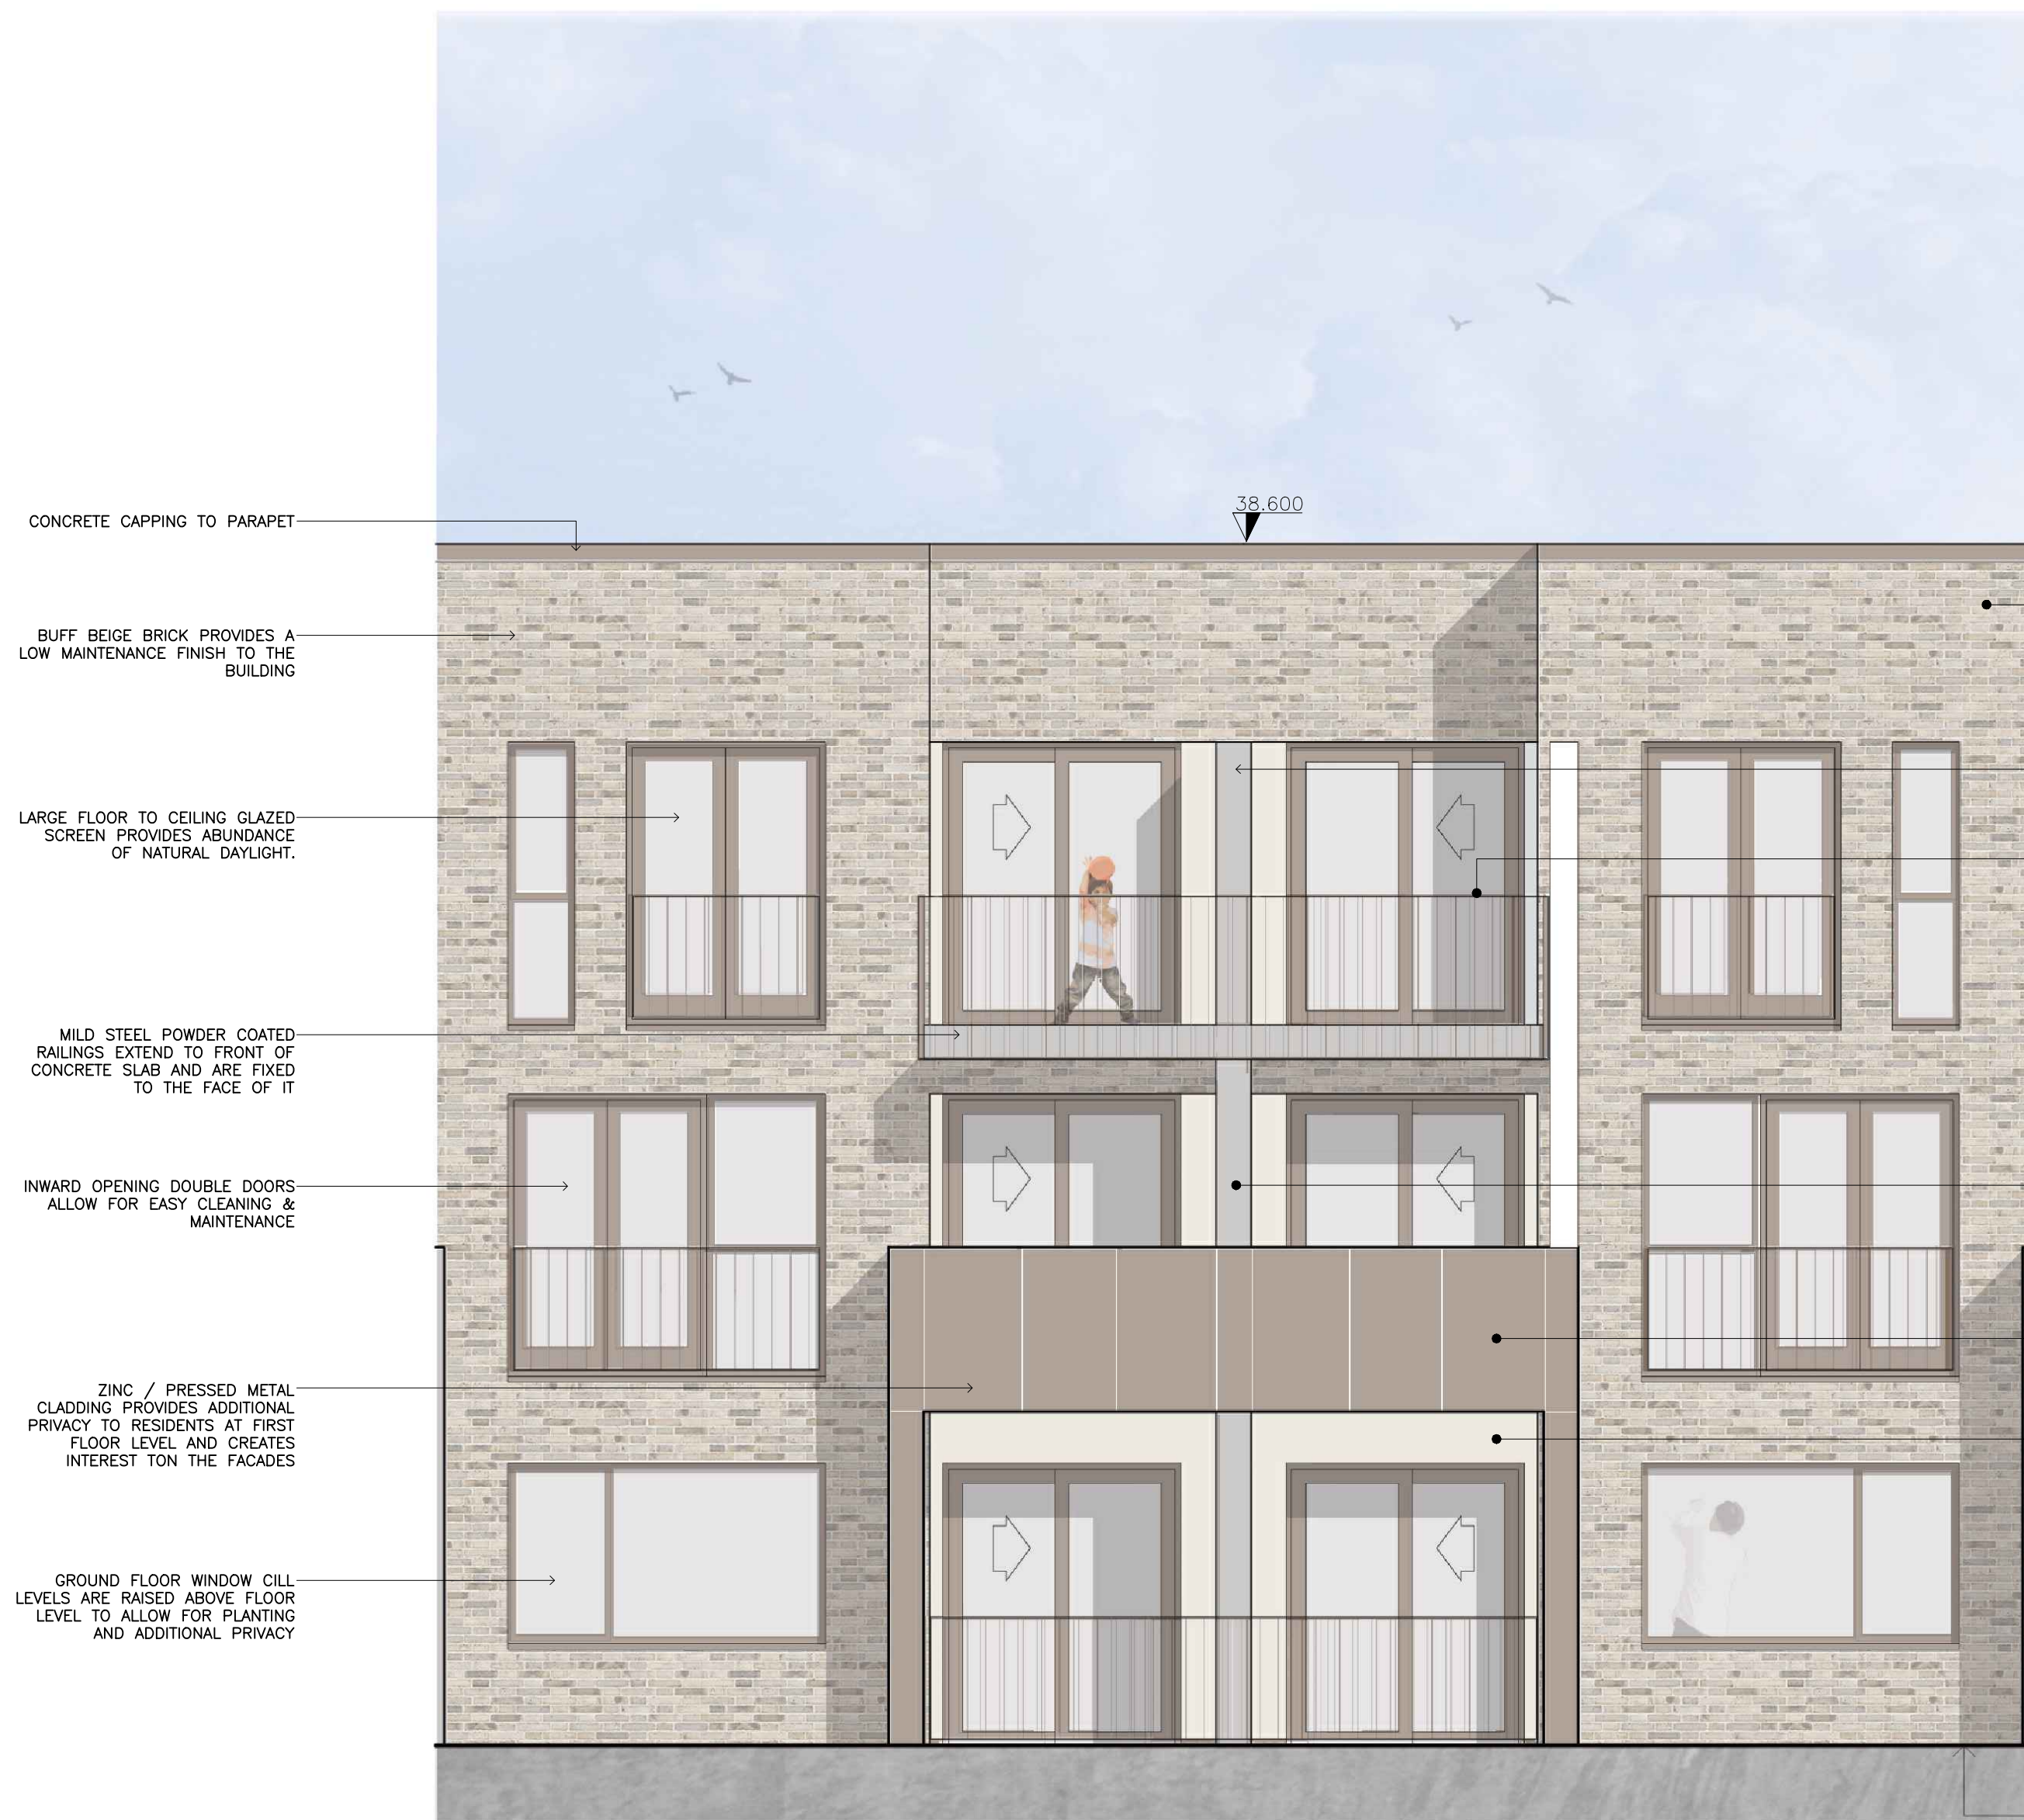 38.600
CONCRETE CAPPING TO PARAPET
BUFF BEIGE BRICK PROVIDES A
LOW MAINTENANCE FINISH TO THE
BUILDING
LARGE FLOOR TO CEILING GLAZED
SCREEN PROVIDES ABUNDANCE
OF NATURAL DAYLIGHT.
MILD STEEL POWDER COATED
RAILINGS EXTEND TO FRONT OF
CONCRETE SLAB AND ARE FIXED
TO THE FACE OF IT
INWARD OPENING DOUBLE DOORS
ALLOW FOR EASY CLEANING &
MAINTENANCE
ZINC / PRESSED METAL
CLADDING PROVIDES ADDITIONAL
PRIVACY TO RESIDENTS AT FIRST
FLOOR LEVEL AND CREATES
INTEREST TON THE FACADES
GROUND FLOOR WINDOW CILL
LEVELS ARE RAISED ABOVE FLOOR
LEVEL TO ALLOW FOR PLANTING
AND ADDITIONAL PRIVACY